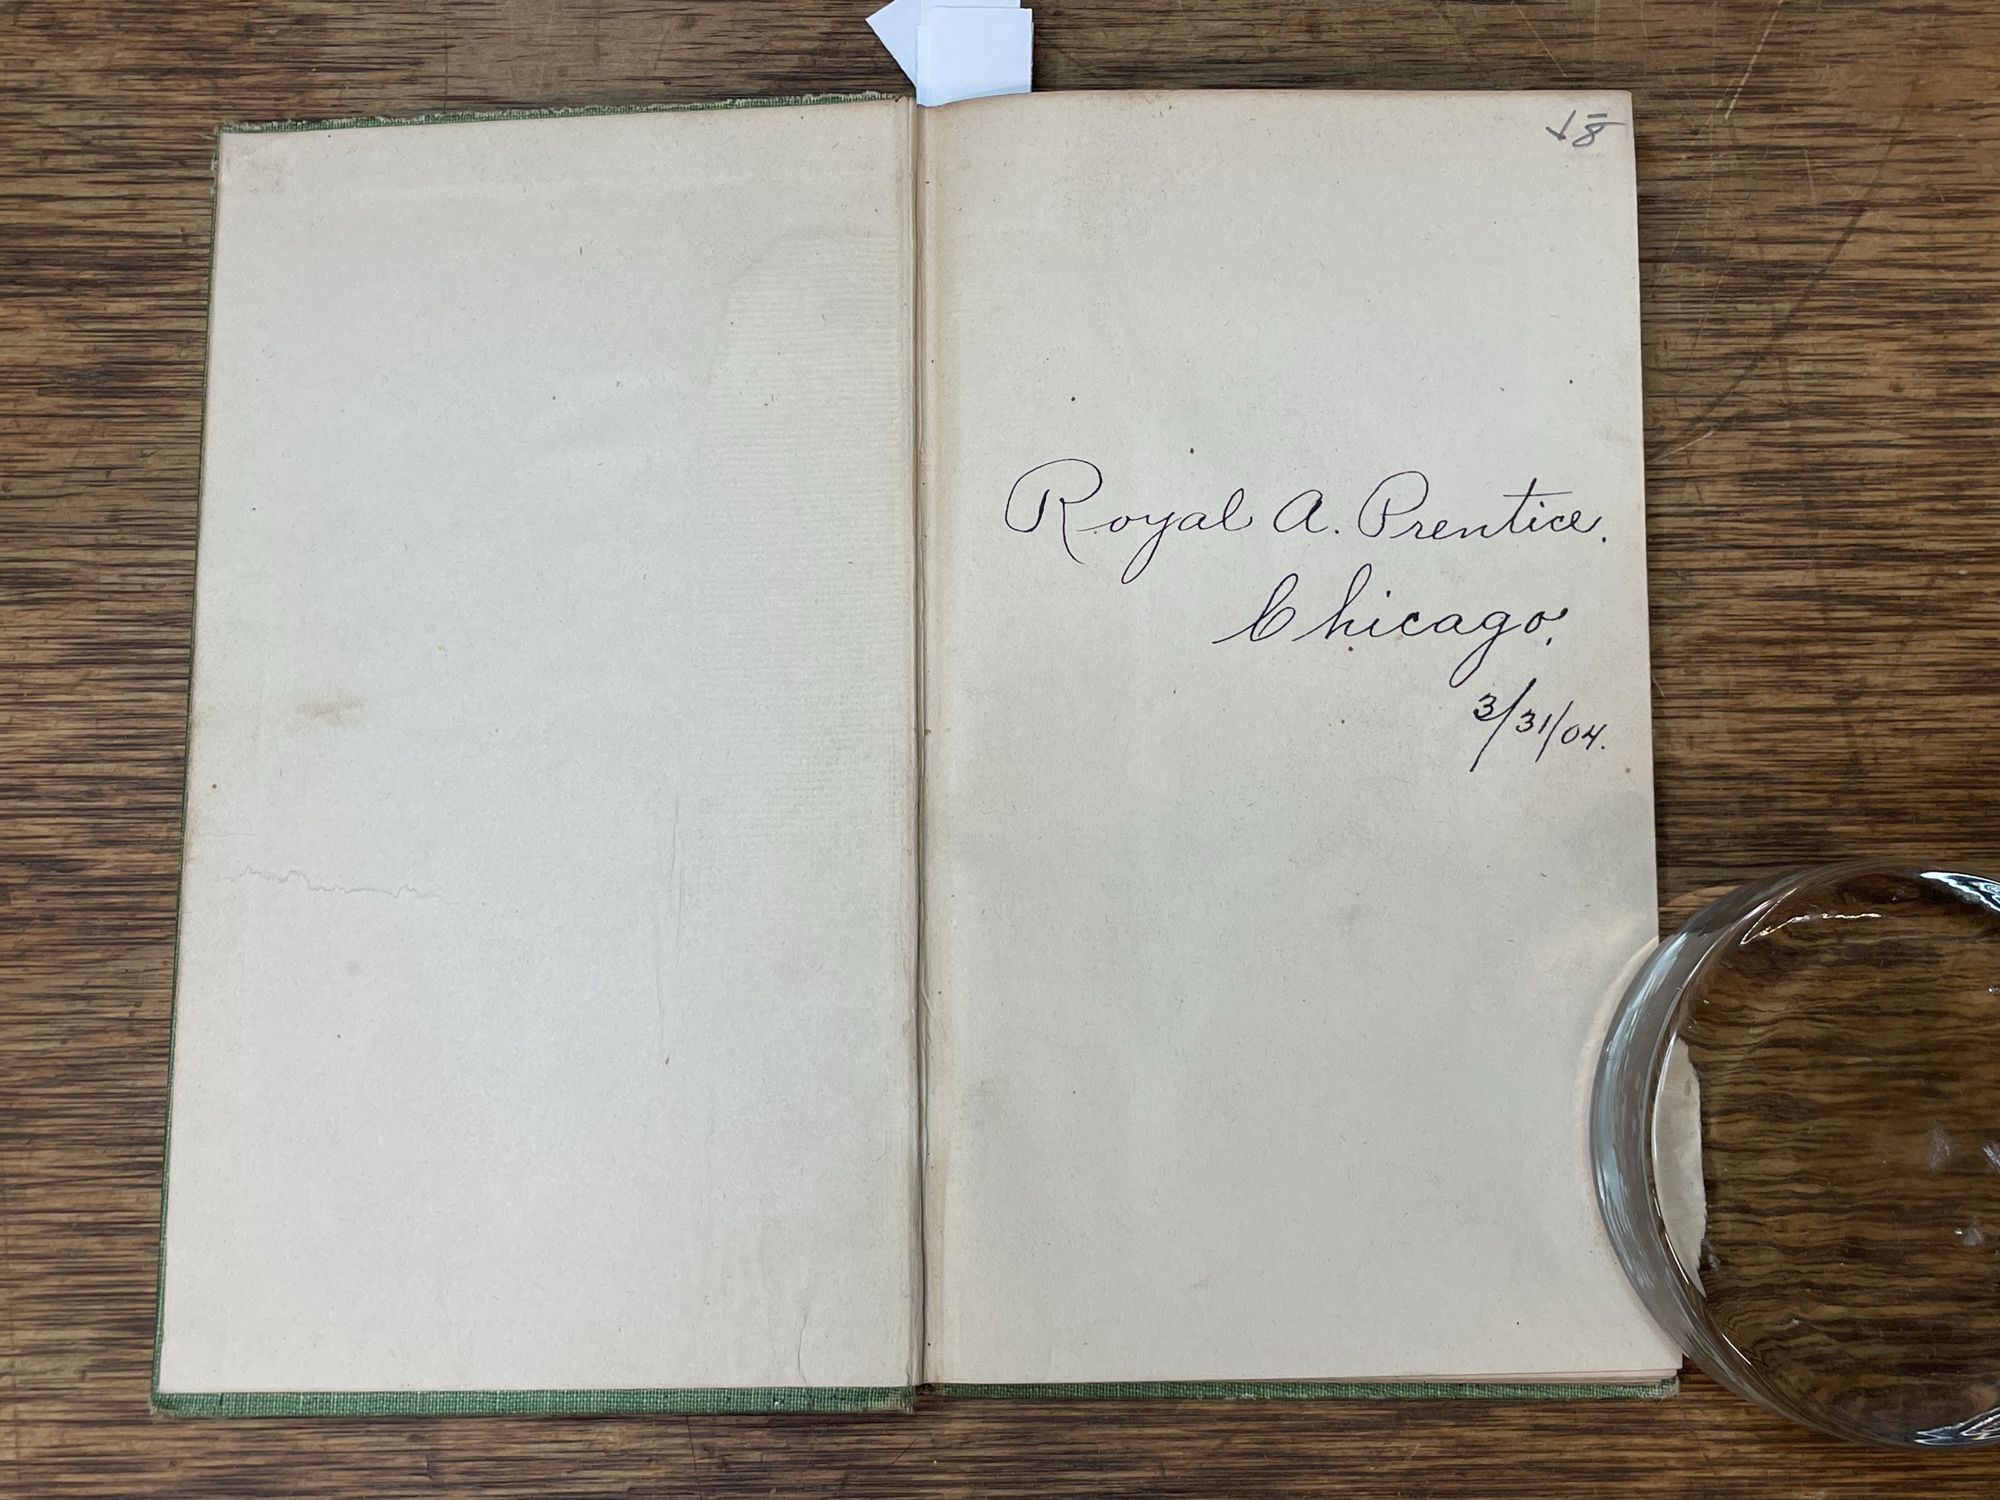 Royal A. Prentice.
Chicago,
3/31/04.